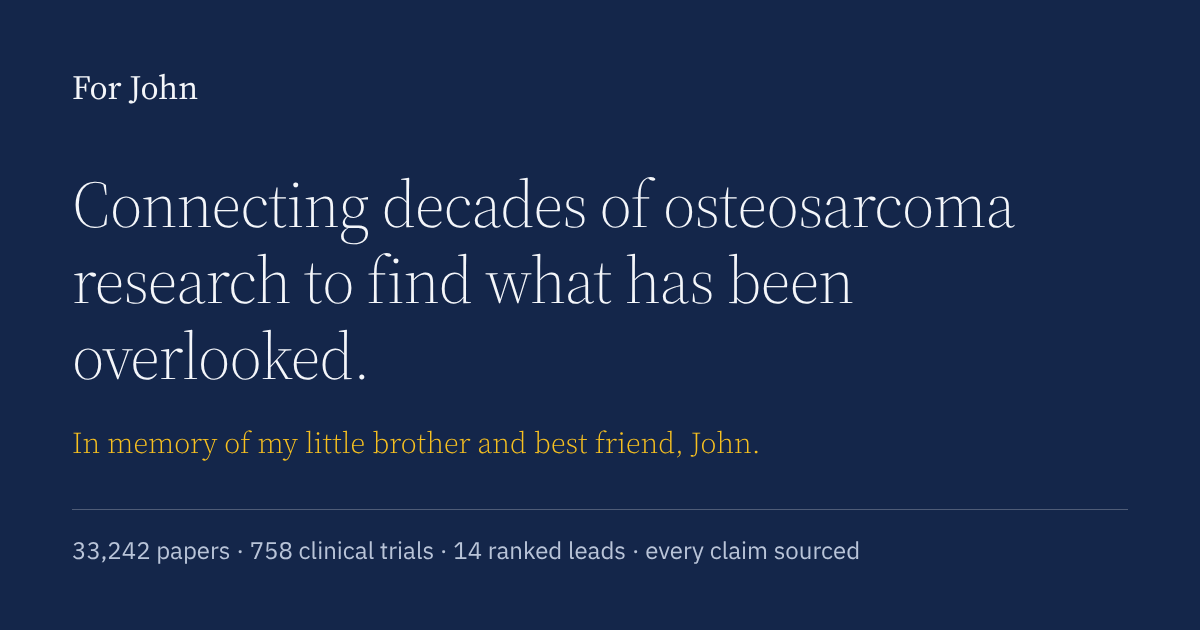 For John
Connecting decades of osteosarcoma
research to find what has been
overlooked.
In memory of my little brother and best friend, John.
33,242 papers · 758 clinical trials · 14 ranked leads · every claim sourced